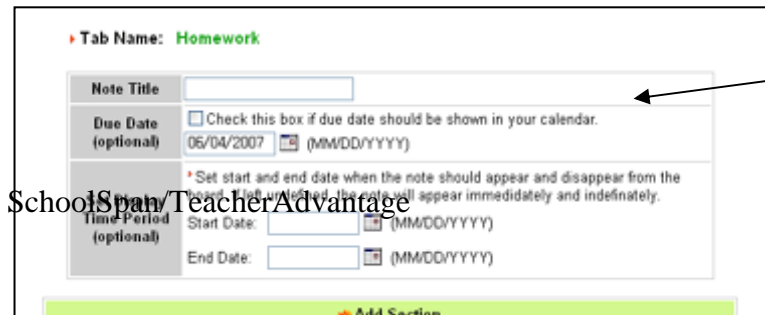 Tab Name: Homework
Note Title
Due Date
(optional)
Check this box if due date should be shown in your calendar.
06/04/2007 (MM/DD/YYYY)
* Set start and end date when the note should appear and disappear from the
board. If left undefined, the note will appear immedidately and indefinately.
SchoolSpan/TeacherAdvantage
Display
Time Period
(optional)
Start Date: (MM/DD/YYYY)
End Date: (MM/DD/YYYY)
Add Section